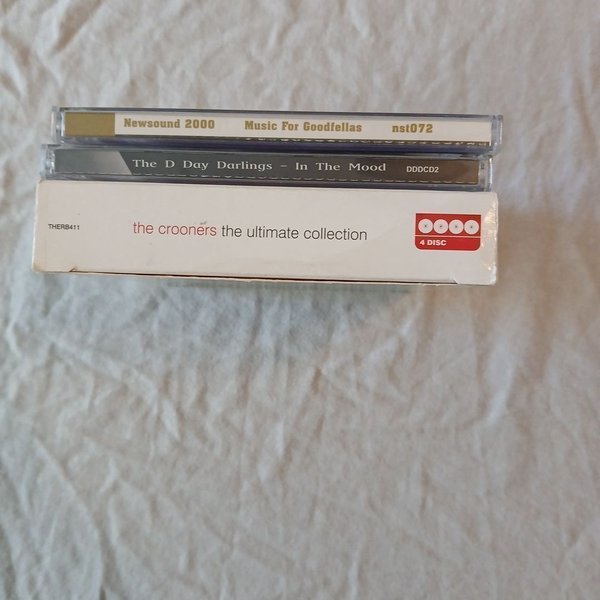 Newsound 2000 Music For Goodfellas nst072
The D Day Darlings - In The Mood DDDCD2
THERB411 the crooners the ultimate collection
4 DISC